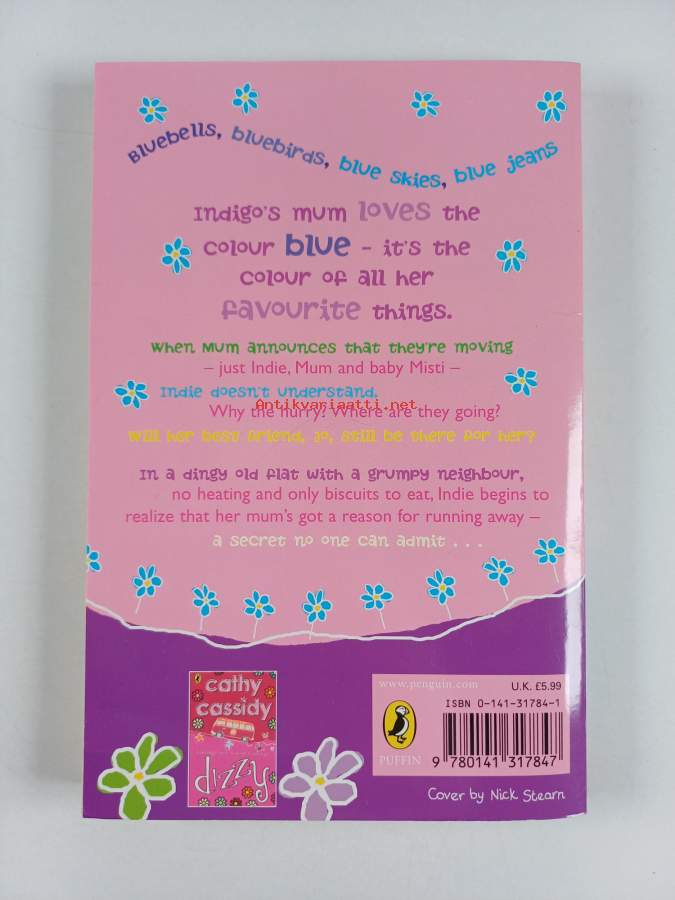 Bluebells, bluebirds, blue skies, blue jeans
Indigo's mum loves the
colour blue – it's the
colour of all her
favourite things.
When Mum announces that they're moving
– just Indie, Mum and baby Misti –
Indie doesn't understand.
Antikvariaatti.net
Why the hurry? Where are they going?
Will her best friend, Jo, still be there for her?
In a dingy old flat with a grumpy neighbour,
no heating and only biscuits to eat, Indie begins to
realize that her mum's got a reason for running away –
a secret no one can admit . . .
cathy
cassidy
dizzy
www.penguin.com
U.K. £5.99
ISBN 0-141-31784-1
PUFFIN
9 780141 317847
Cover by Nick Stearn